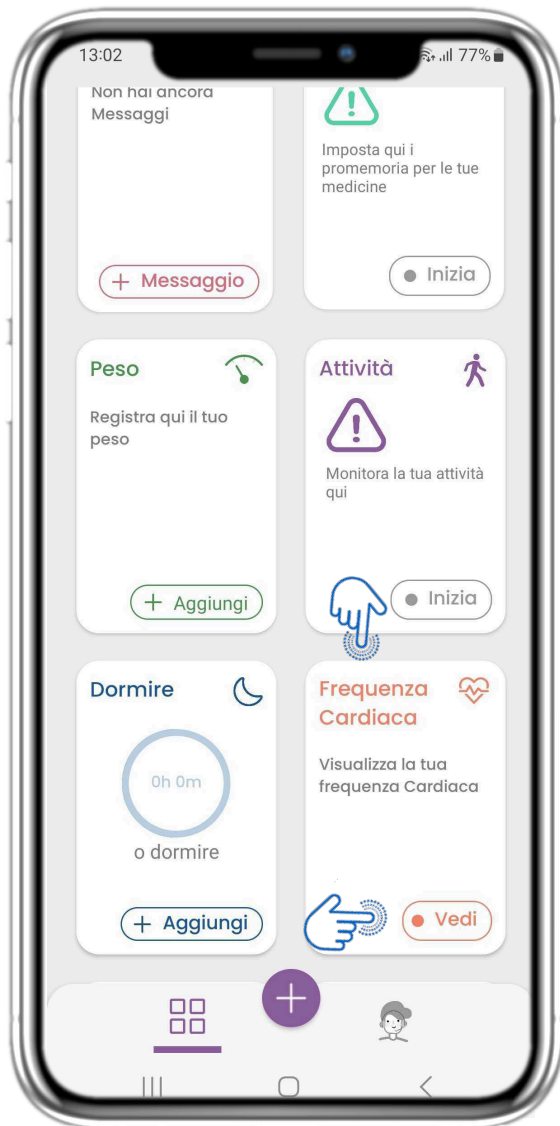 13:02
77%
Non hai ancora
Messaggi
+ Messaggio
Imposta qui i
promemoria per le tue
medicine
Inizia
Peso
Registra qui il tuo
peso
+ Aggiungi
Attività
Monitora la tua attività
qui
Inizia
Dormire
0h 0m
o dormire
+ Aggiungi
Frequenza
Cardiaca
Visualizza la tua
frequenza Cardiaca
Vedi